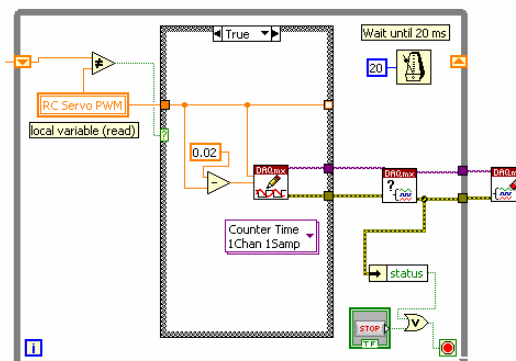 True
Wait until 20 ms
20
RC Servo PWM
local variable (read)
?
0.02
DAQmx
DAQmx
?
DAQmx
Counter Time
1Chan 1Samp
status
STOP
TF
i